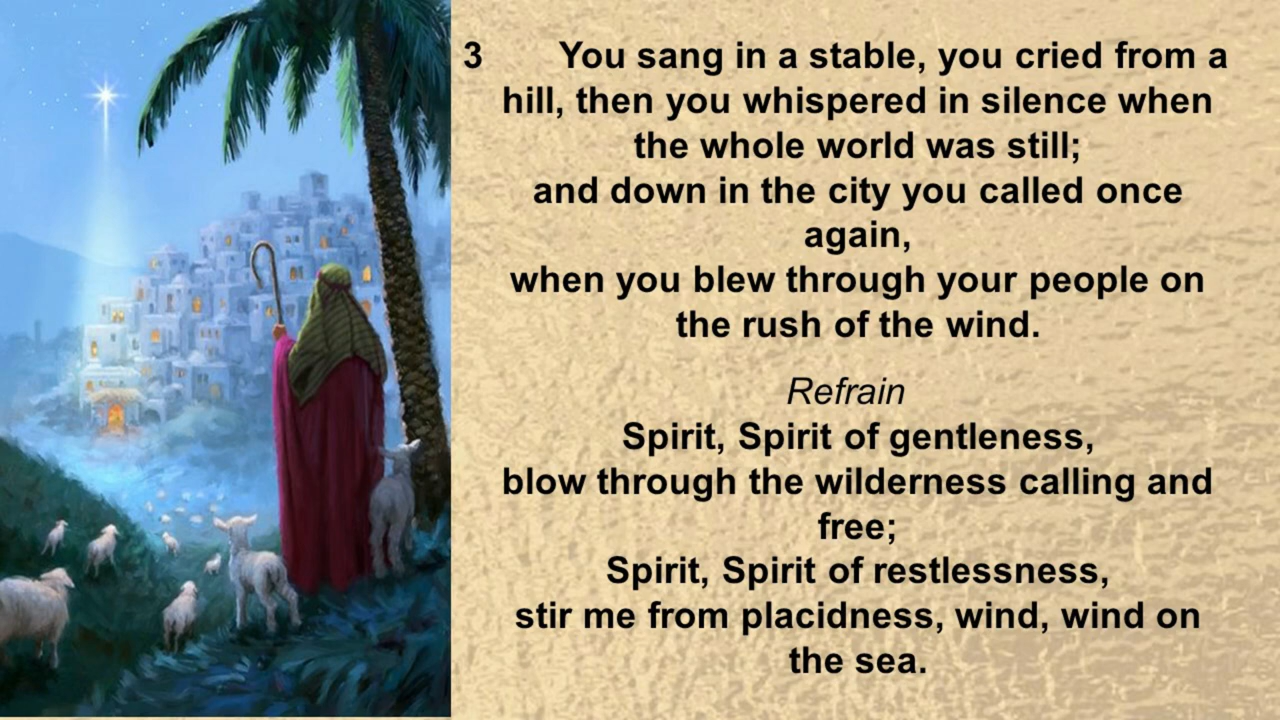 3 You sang in a stable, you cried from a
hill, then you whispered in silence when
the whole world was still;
and down in the city you called once
again,
when you blew through your people on
the rush of the wind.
Refrain
Spirit, Spirit of gentleness,
blow through the wilderness calling and
free;
Spirit, Spirit of restlessness,
stir me from placidness, wind, wind on
the sea.